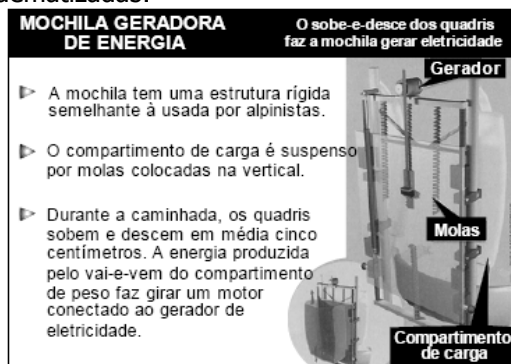 MOCHILA GERADORA
DE ENERGIA
O sobe-e-desce dos quadris
faz a mochila gerar eletricidade
A mochila tem uma estrutura rígida
semelhante à usada por alpinistas.
O compartimento de carga é suspenso
por molas colocadas na vertical.
Durante a caminhada, os quadris
sobem e descem em média cinco
centímetros. A energia produzida
pelo vai-e-vem do compartimento
de peso faz girar um motor
conectado ao gerador de
eletricidade.
Gerador
Molas
Compartimento
de carga